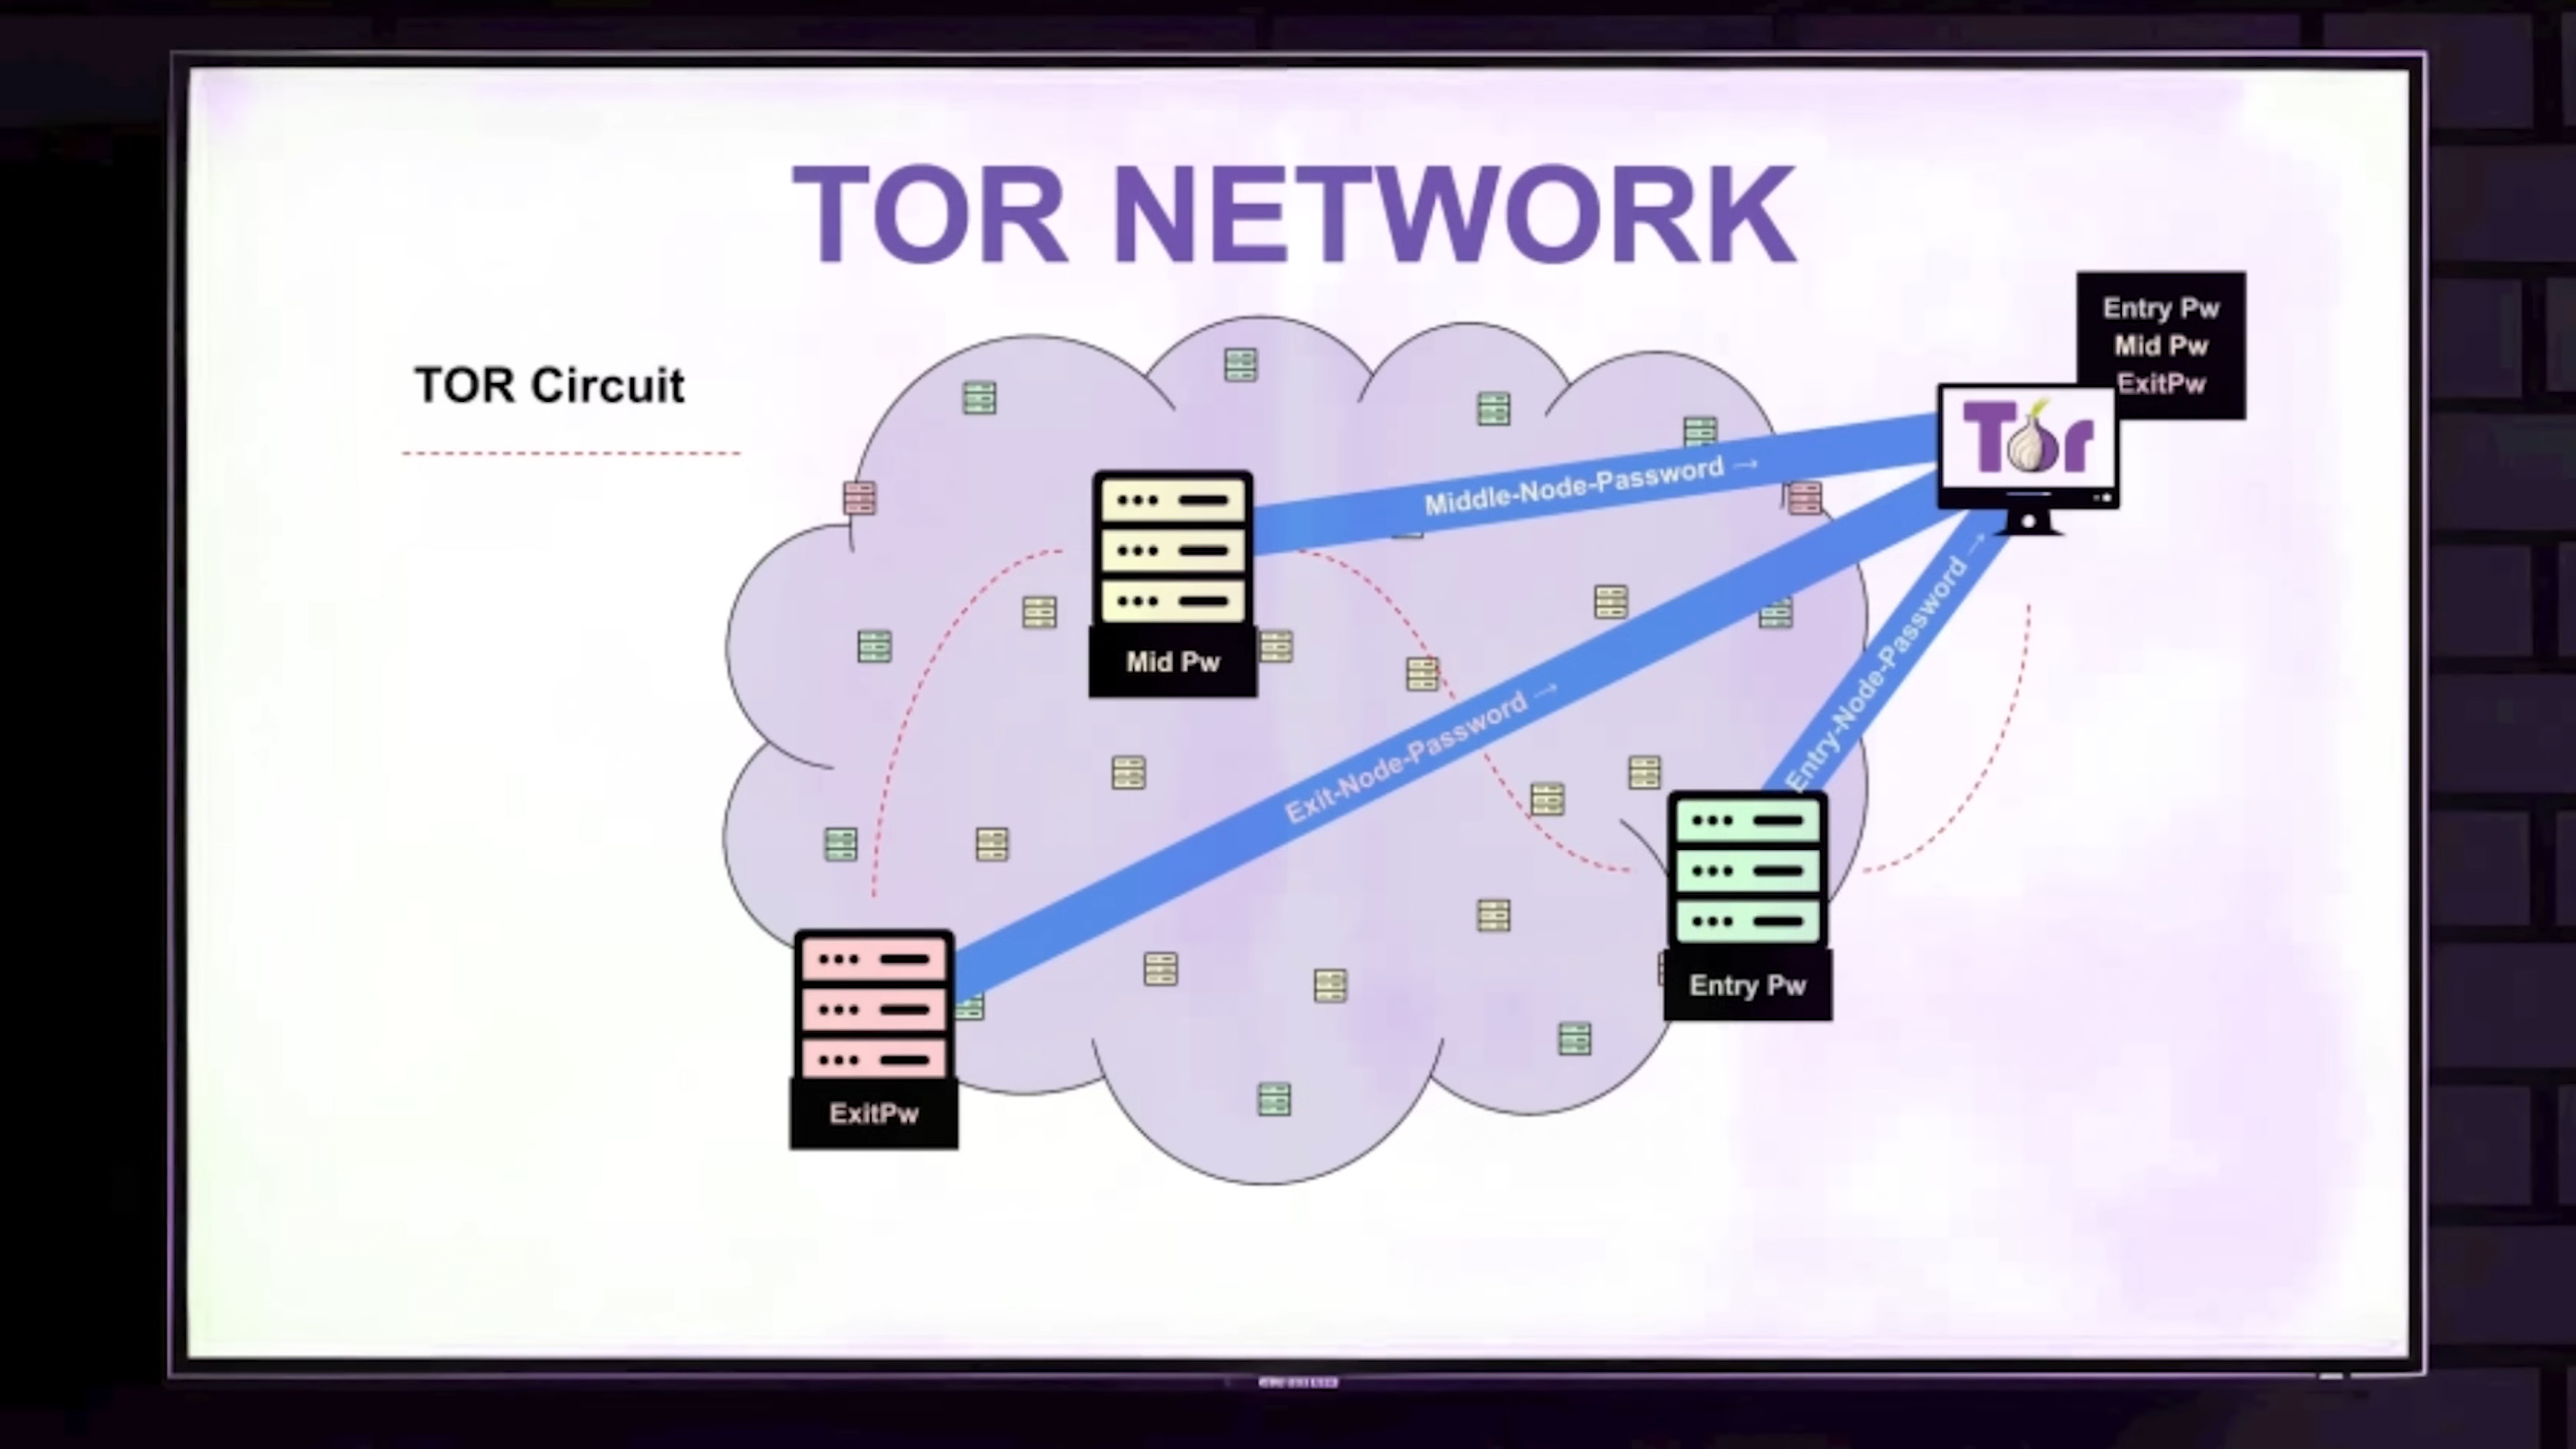 TOR NETWORK
TOR Circuit
Entry Pw
Mid Pw
ExitPw
Tor
Middle-Node-Password →
Mid Pw
Exit-Node-Password →
Entry-Node-Password →
Entry Pw
ExitPw